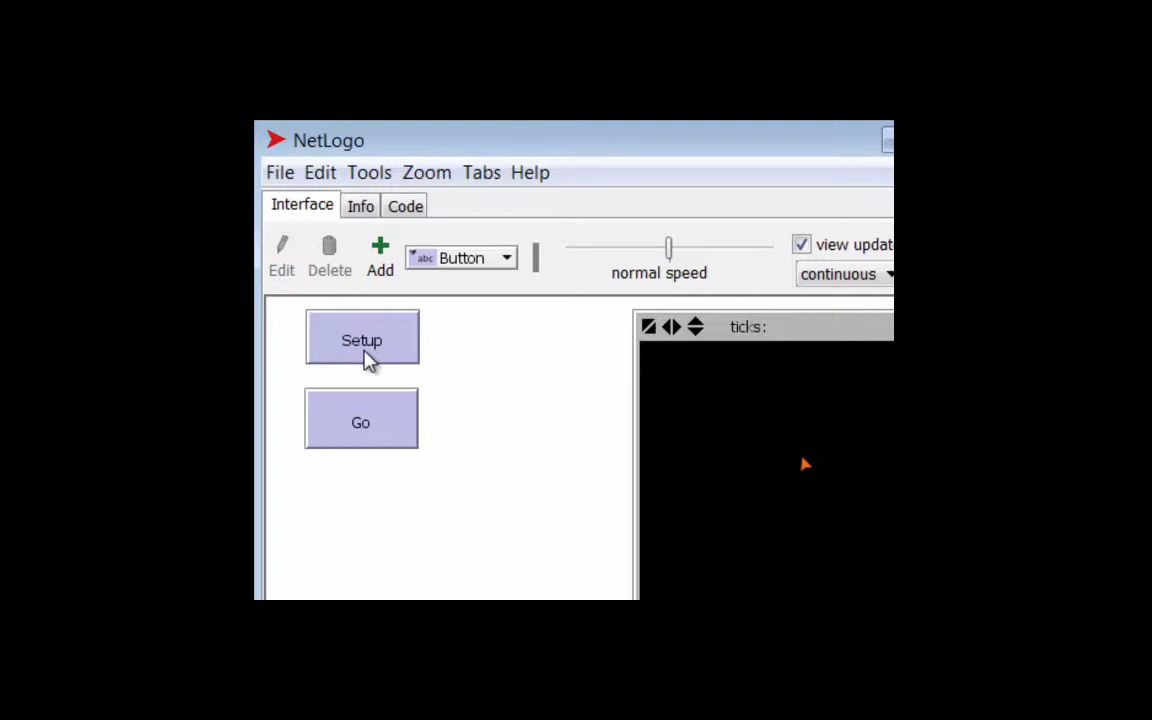 NetLogo
File Edit Tools Zoom Tabs Help
Interface Info Code
Edit Delete Add abc Button normal speed view updat
continuous
Setup
ticks:
Go